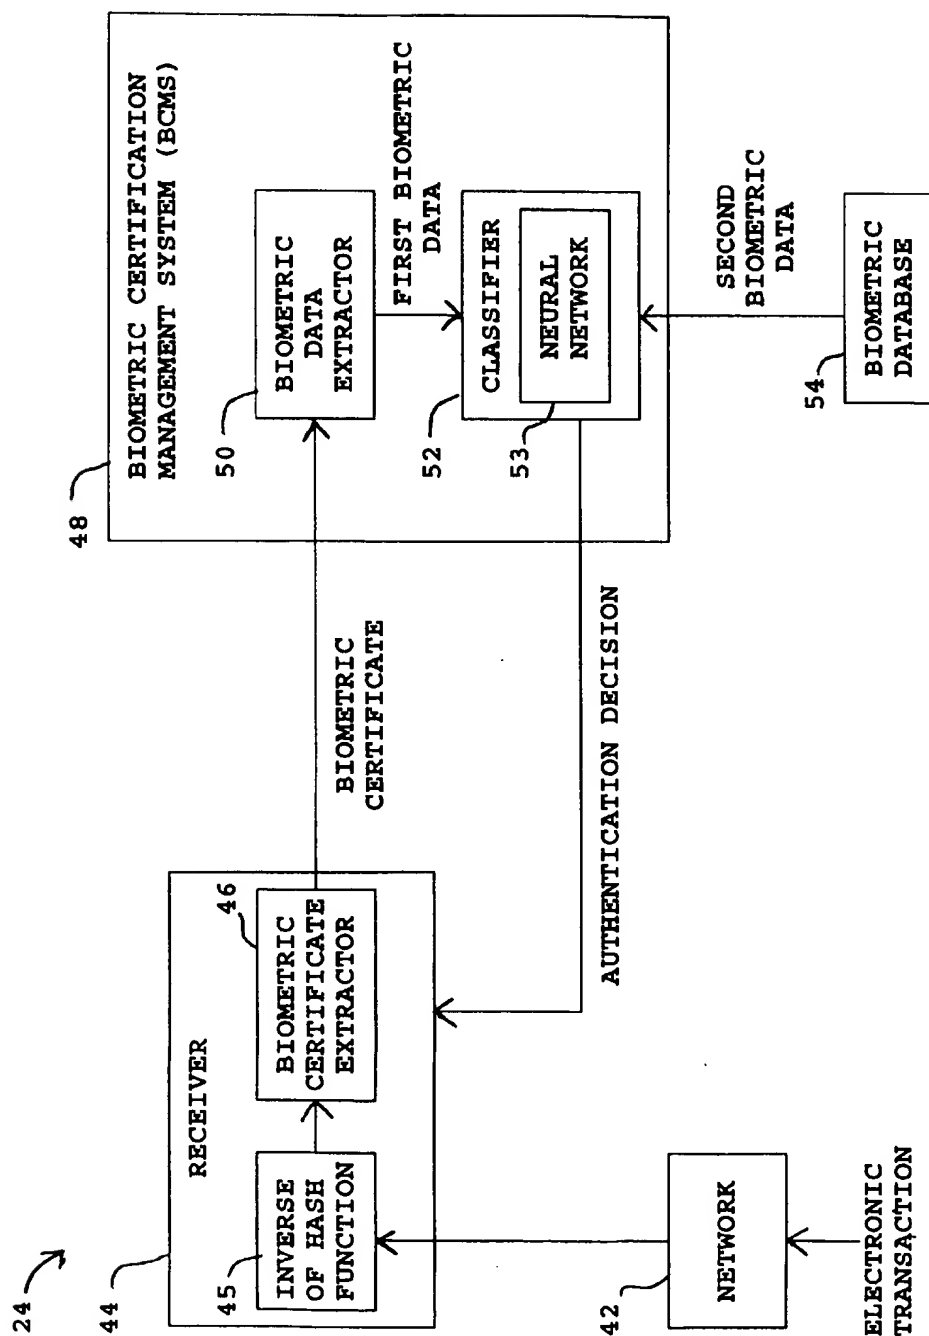 24
44
RECEIVER
45
INVERSE
OF HASH
FUNCTION
46
BIOMETRIC
CERTIFICATE
EXTRACTOR
42
NETWORK
ELECTRONIC
TRANSACTION
BIOMETRIC
CERTIFICATE
AUTHENTICATION DECISION
48
BIOMETRIC CERTIFICATION
MANAGEMENT SYSTEM (BCMS)
50
BIOMETRIC
DATA
EXTRACTOR
FIRST BIOMETRIC
DATA
52
CLASSIFIER
53
NEURAL
NETWORK
SECOND
BIOMETRIC
DATA
54
BIOMETRIC
DATABASE